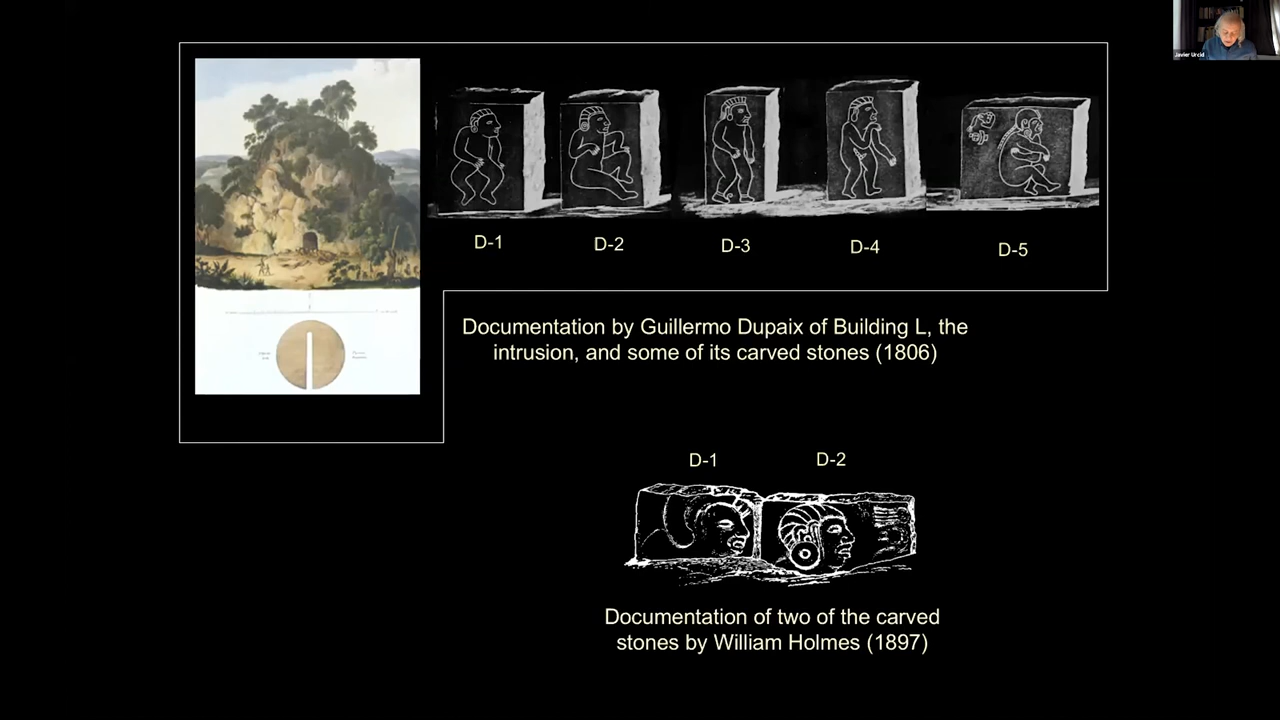 Javier Urcid
D-1
D-2
D-3
D-4
D-5
Documentation by Guillermo Dupaix of Building L, the
intrusion, and some of its carved stones (1806)
D-1
D-2
Documentation of two of the carved
stones by William Holmes (1897)